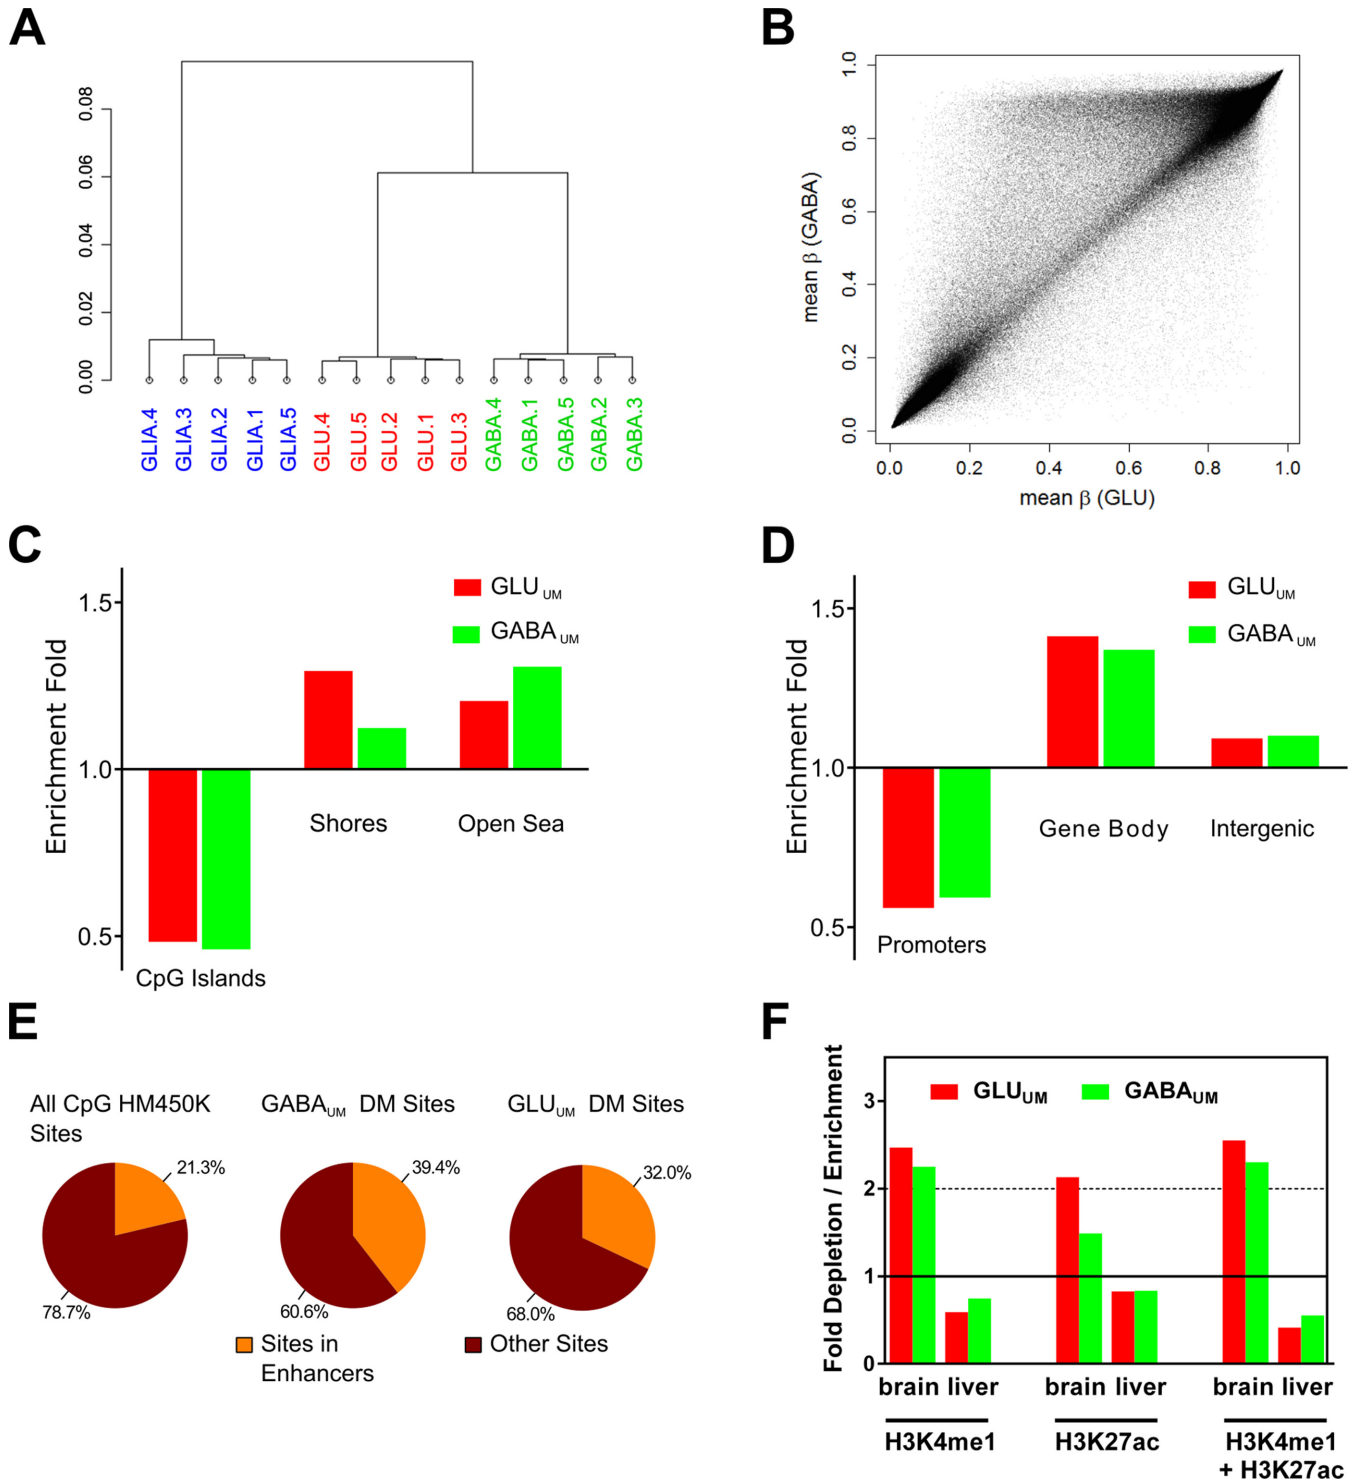 A
0.08
0.06
0.04
0.02
0.00
GLIA.4
GLIA.3
GLIA.2
GLIA.1
GLIA.5
GLU.4
GLU.5
GLU.2
GLU.1
GLU.3
GABA.4
GABA.1
GABA.5
GABA.2
GABA.3
B
mean β (GABA)
1.0
0.8
0.6
0.4
0.2
0.0
0.0 0.2 0.4 0.6 0.8 1.0
mean β (GLU)
C
Enrichment Fold
1.5
1.0
0.5
GLU UM
GABA UM
Shores
Open Sea
CpG Islands
D
Enrichment Fold
1.5
1.0
0.5
GLU UM
GABA UM
Gene Body
Intergenic
Promoters
E
All CpG HM450K
Sites
21.3%
78.7%
GABA UM DM Sites
39.4%
60.6%
GLU UM DM Sites
32.0%
68.0%
Sites in
Enhancers
Other Sites
F
Fold Depletion / Enrichment
3
2
1
0
GLU UM
GABA UM
brain liver
brain liver
brain liver
H3K4me1
H3K27ac
H3K4me1
+ H3K27ac